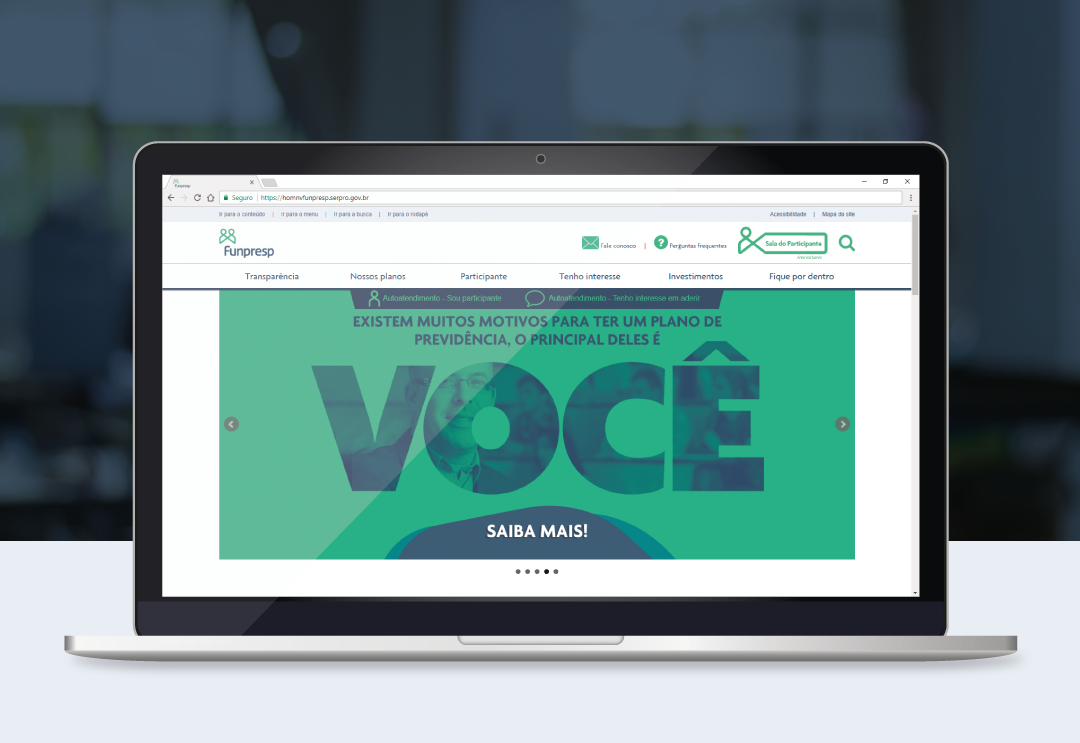 Funpresp
Seguro https://homnvfunpresp.serpro.gov.br
Ir para o conteúdo | Ir para o menu | Ir para a busca | Ir para o rodapé Acessibilidade | Mapa do site
Funpresp
Fale conosco | Perguntas frequentes Sala do Participante
Transparência Nossos planos Participante Tenho interesse Investimentos Fique por dentro
Autoatendimento - Sou participante Autoatendimento - Tenho interesse em aderir
EXISTEM MUITOS MOTIVOS PARA TER UM PLANO DE
PREVIDÊNCIA, O PRINCIPAL DELES É
VOCÊ
SAIBA MAIS!